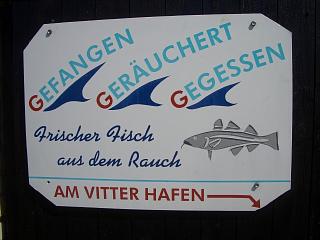 GEFANGEN
GERÄUCHERT
GEGESSEN
Frischer Fisch
aus dem Rauch
AM VITTER HAFEN